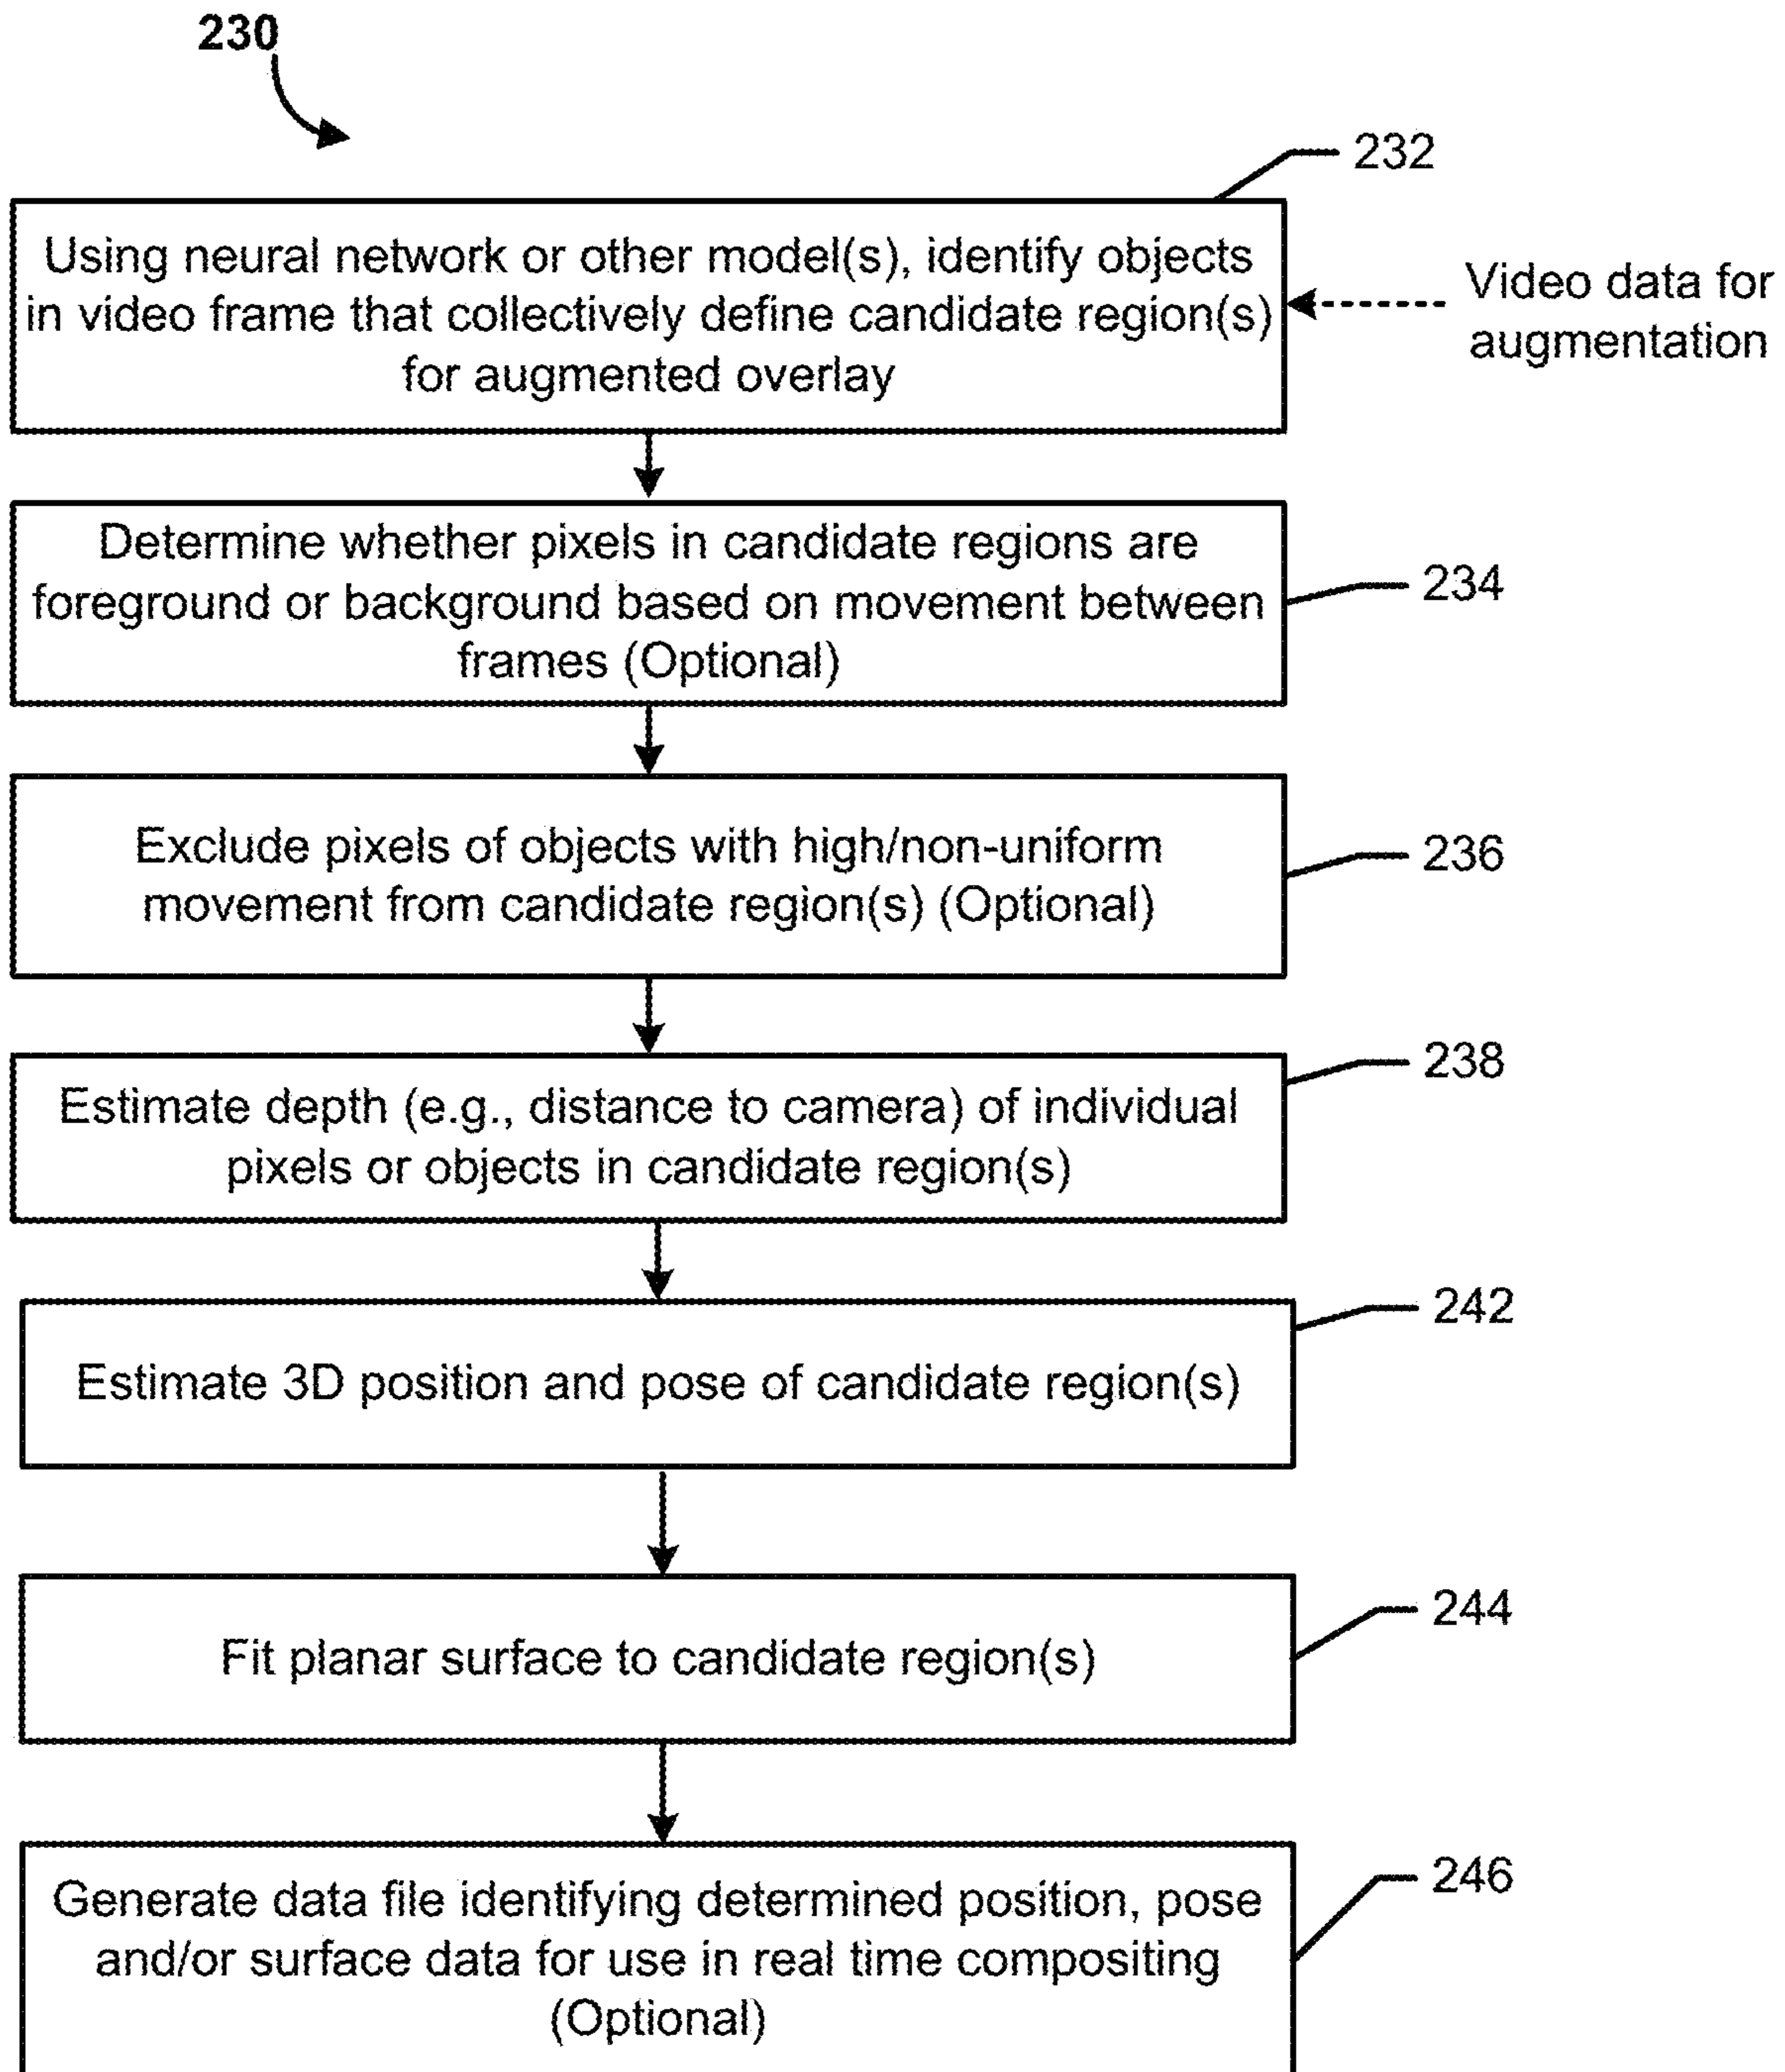 230
232
Using neural network or other model(s), identify objects
in video frame that collectively define candidate region(s)
for augmented overlay
Video data for
augmentation
Determine whether pixels in candidate regions are
foreground or background based on movement between
frames (Optional)
234
Exclude pixels of objects with high/non-uniform
movement from candidate region(s) (Optional)
236
238
Estimate depth (e.g., distance to camera) of individual
pixels or objects in candidate region(s)
242
Estimate 3D position and pose of candidate region(s)
244
Fit planar surface to candidate region(s)
246
Generate data file identifying determined position, pose
and/or surface data for use in real time compositing
(Optional)